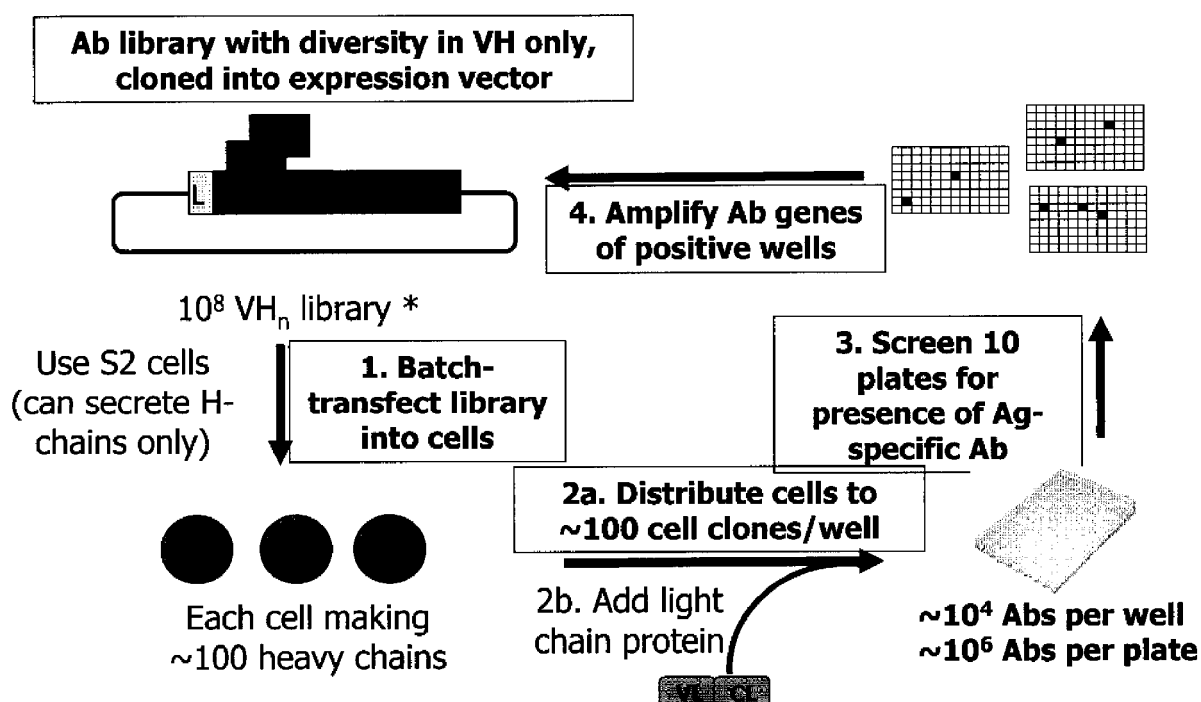 Ab library with diversity in VH only,
cloned into expression vector
L
4. Amplify Ab genes
of positive wells
10⁸ VHₙ library *
Use S2 cells
(can secrete H-
chains only)
1. Batch-
transfect library
into cells
3. Screen 10
plates for
presence of Ag-
specific Ab
2a. Distribute cells to
~100 cell clones/well
Each cell making
~100 heavy chains
2b. Add light
chain protein
~10⁴ Abs per well
~10⁶ Abs per plate
VL CL